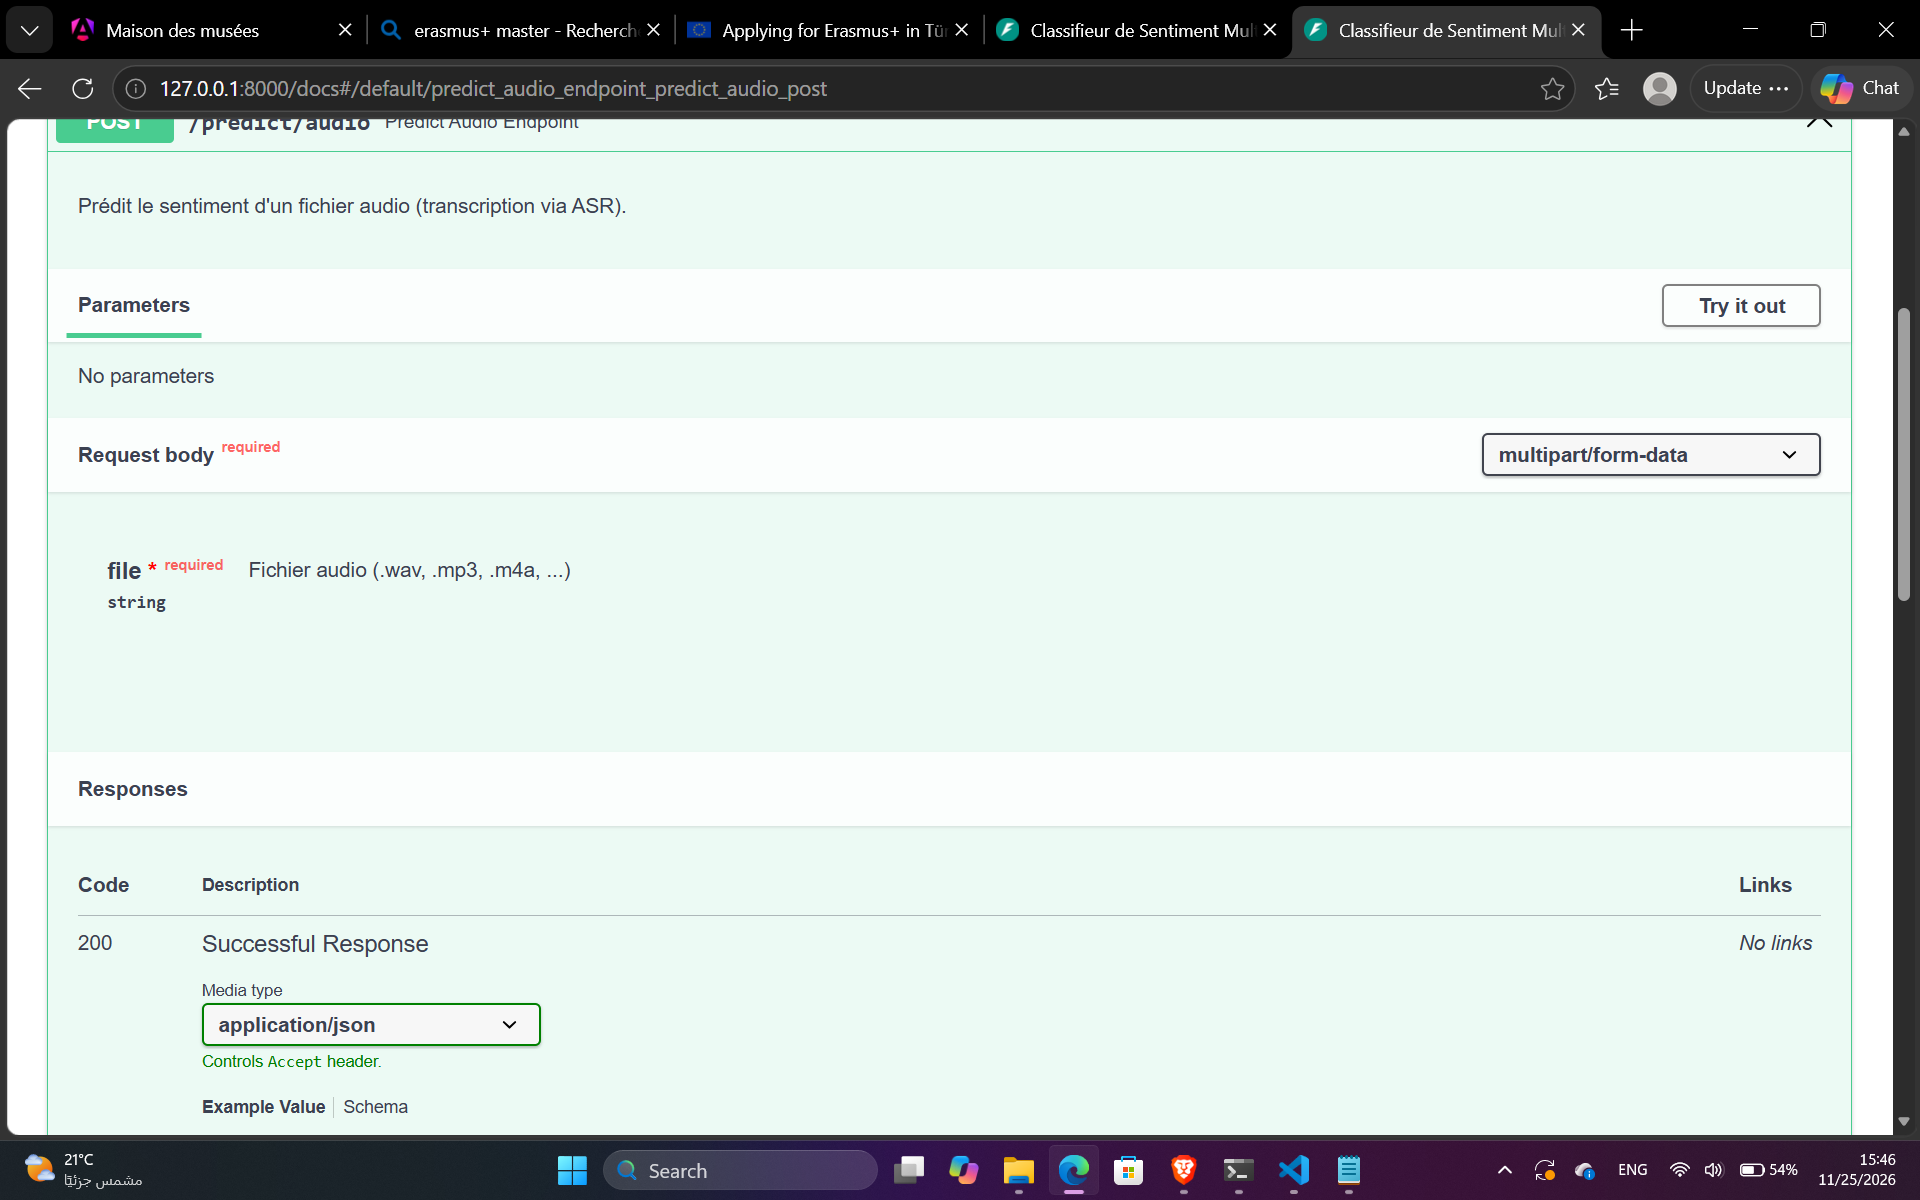 Maison des musées
erasmus+ master - Recherch
Applying for Erasmus+ in Tür
Classifieur de Sentiment Mul
Classifieur de Sentiment Mul
127.0.0.1:8000/docs#/default/predict_audio_endpoint_predict_audio_post
Update
Chat
POST /predict/audio Predict Audio Endpoint
Prédit le sentiment d'un fichier audio (transcription via ASR).
Parameters
Try it out
No parameters
Request body required
multipart/form-data
file * required
Fichier audio (.wav, .mp3, .m4a, ...)
string
Responses
Code Description Links
200 Successful Response No links
Media type
application/json
Controls Accept header.
Example Value Schema
21°C
مشمس جزئيًا
Search
ENG
54%
15:46
11/25/2026